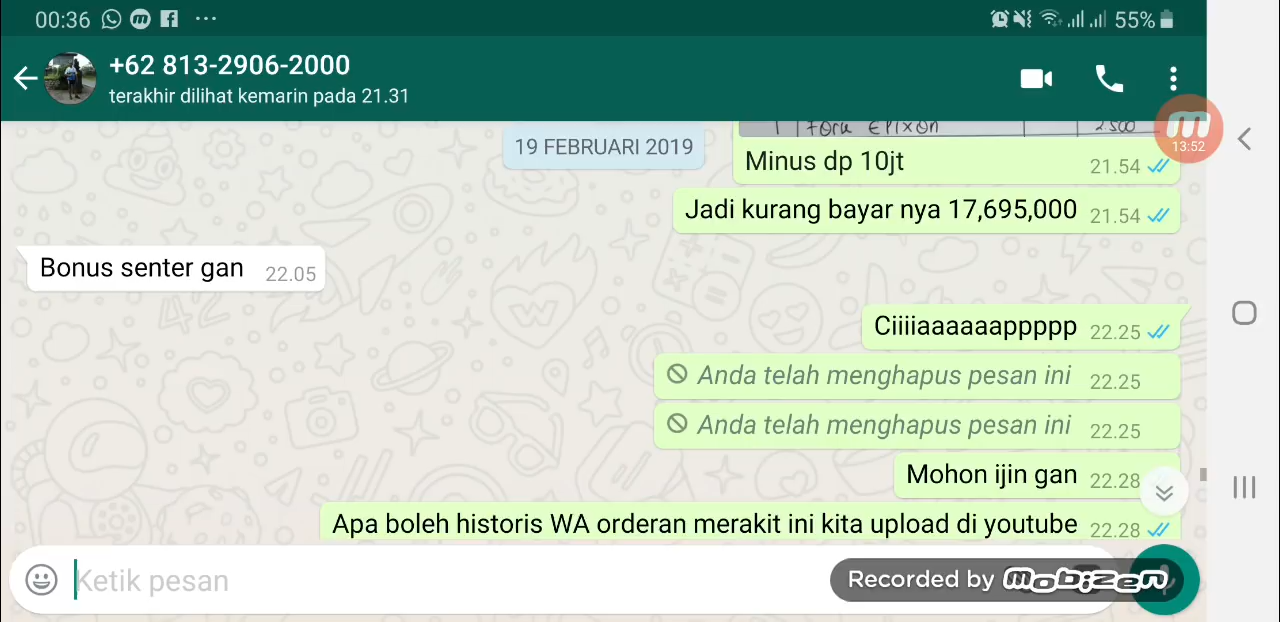 00:36
55%
+62 813-2906-2000
terakhir dilihat kemarin pada 21.31
13:52
1 2500
19 FEBRUARI 2019
Minus dp 10jt 21.54
Jadi kurang bayar nya 17,695,000 21.54
Bonus senter gan 22.05
Ciiiiaaaaaappppp 22.25
Anda telah menghapus pesan ini 22.25
Anda telah menghapus pesan ini 22.25
Mohon ijin gan 22.28
Apa boleh historis WA orderan merakit ini kita upload di youtube 22.28
Ketik pesan
Recorded by mobizen